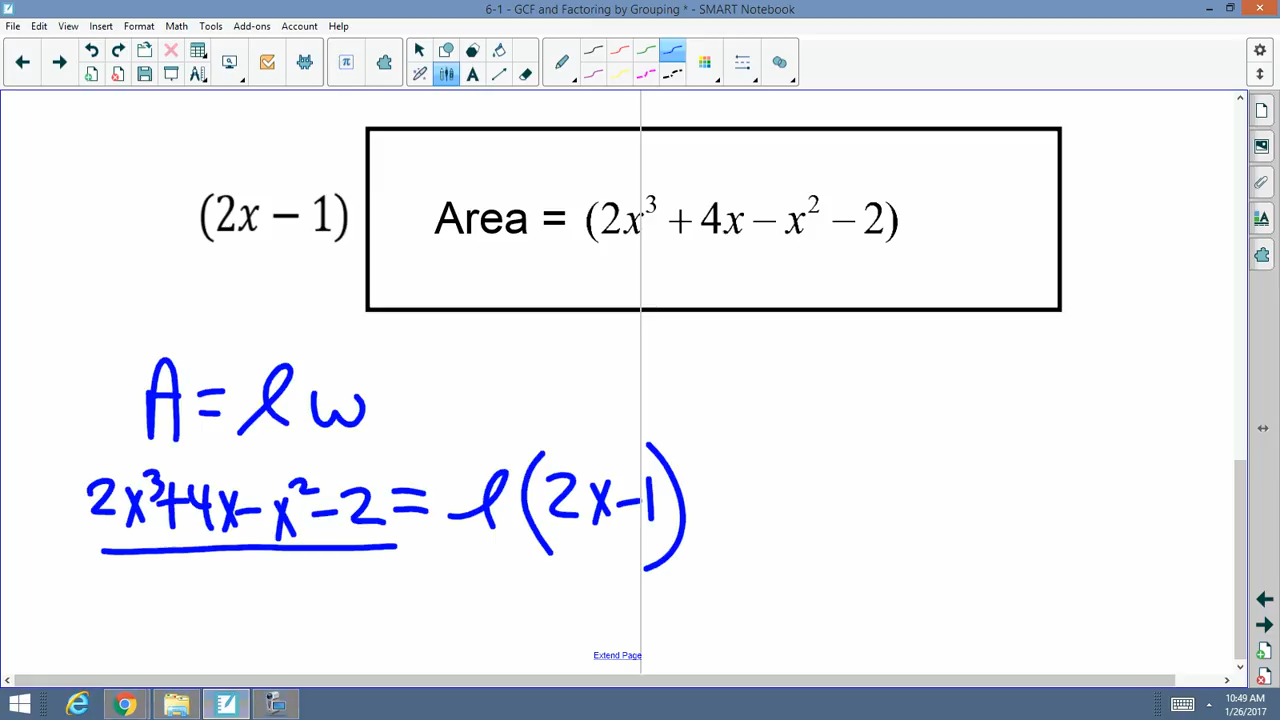 6-1 - GCF and Factoring by Grouping * - SMART Notebook
File Edit View Insert Format Math Tools Add-ons Account Help
(2x − 1)
Area = (2x³ + 4x − x² − 2)
A = l w
2x³+4x−x²−2 = l(2x−1)
Extend Page
10:49 AM
1/26/2017